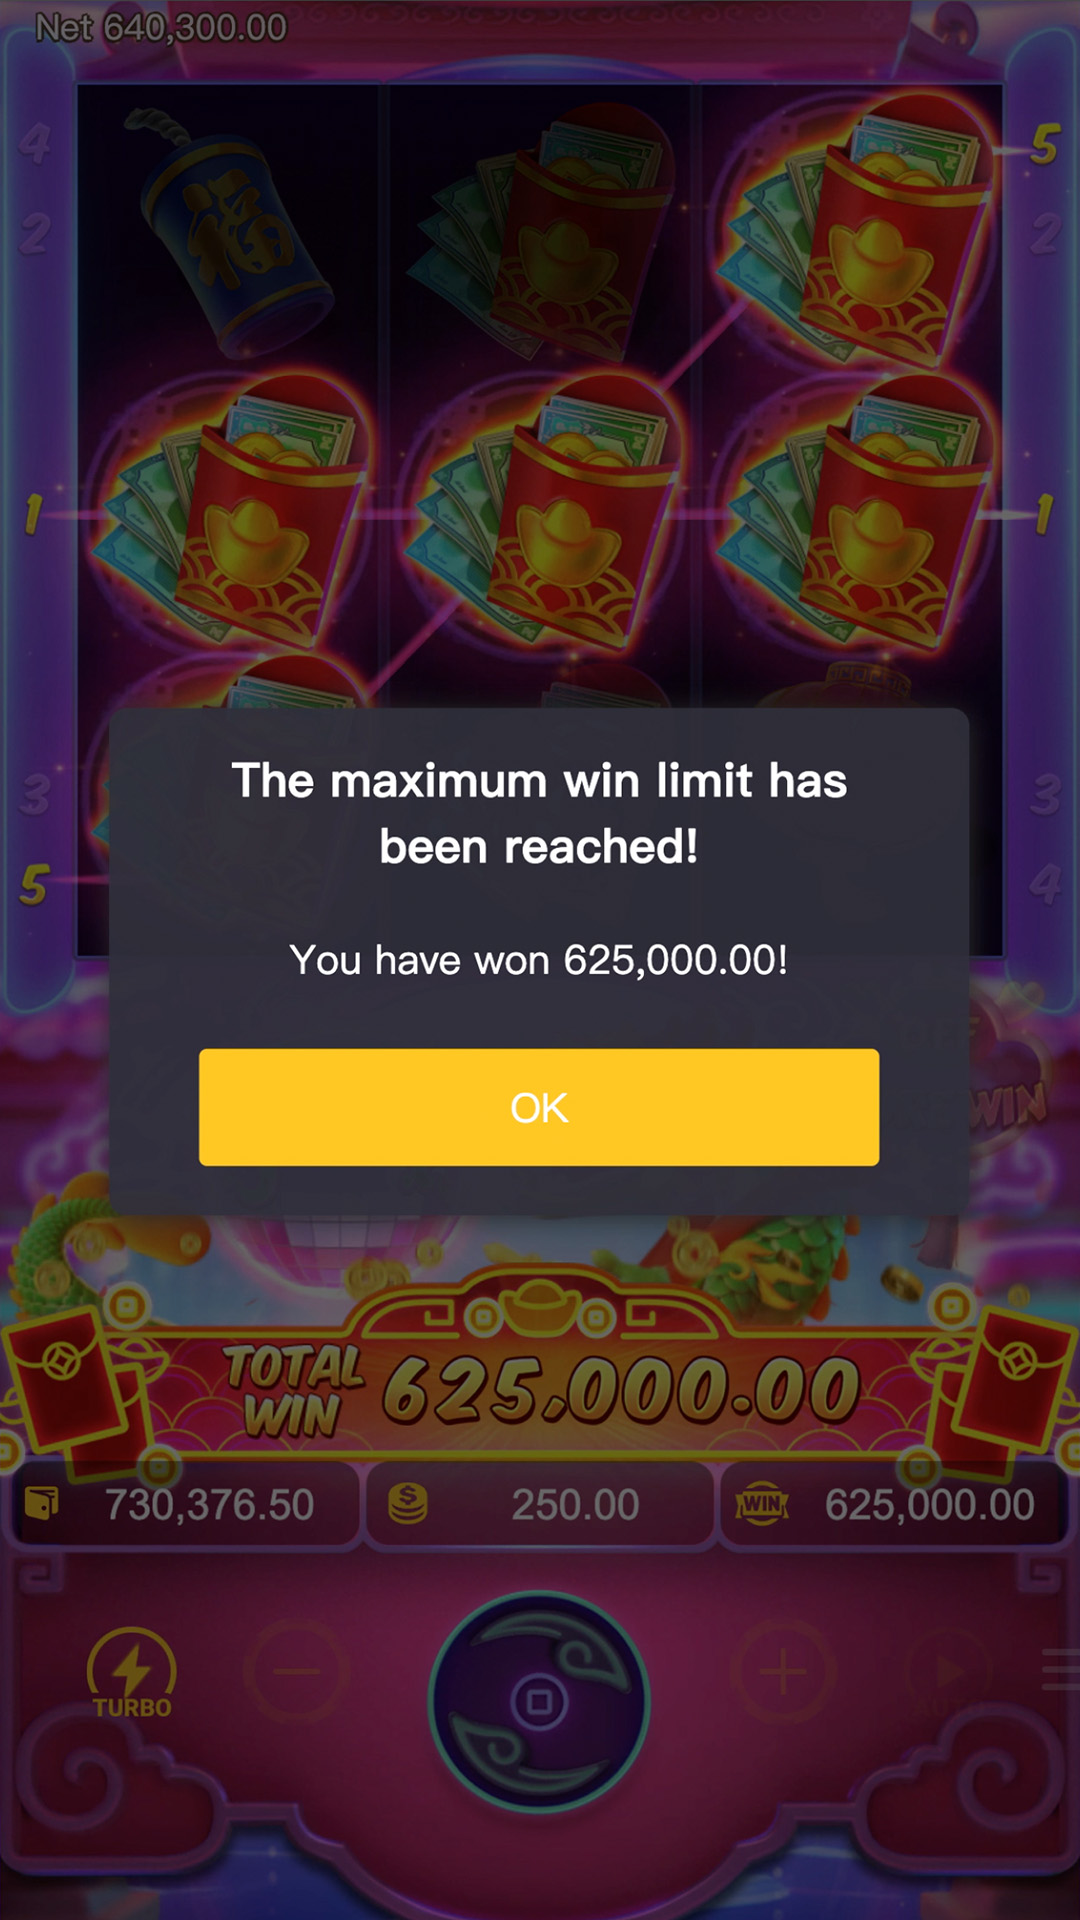 Net 640,300.00
福
4
5
2
2
1
1
3
3
5
4
The maximum win limit has
been reached!
You have won 625,000.00!
OK
WIN
TOTAL
WIN
625,000.00
730,376.50
250.00
WIN
625,000.00
TURBO
AUTO